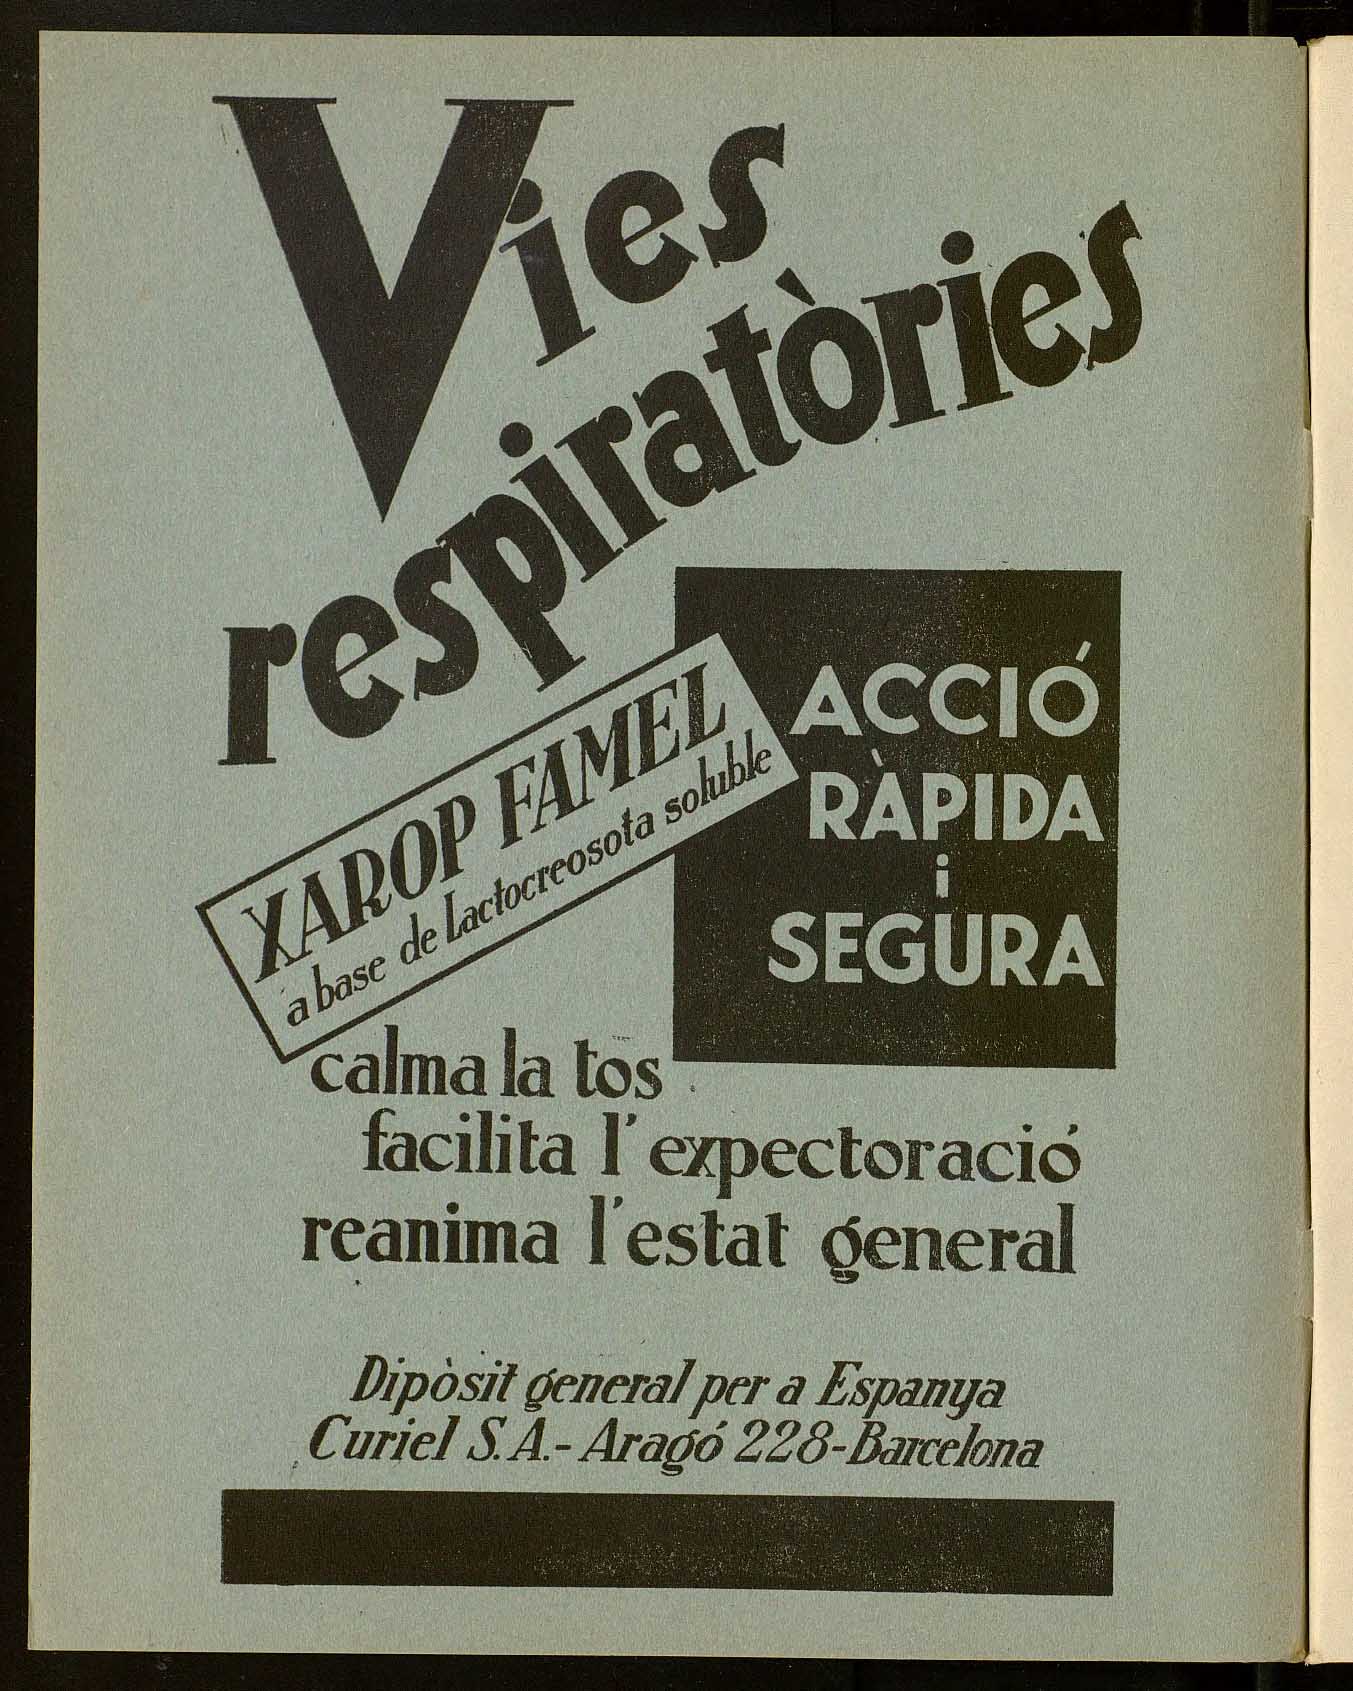 Vies
respiratòries
XAROP FAMEL
a base de Lactocreosota soluble
ACCIÓ
RÀPIDA
i
SEGURA
calma la tos
facilita l'expectoració
reanima l'estat general
Dipòsit general per a Espanya
Curiel S.A.-Aragó 228-Barcelona